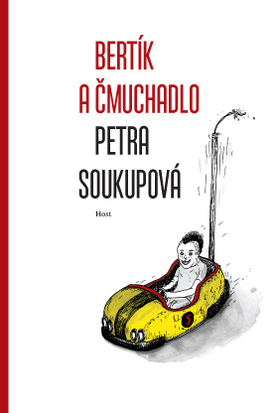 BERTÍK
A ČMUCHADLO
PETRA
SOUKUPOVÁ
Host